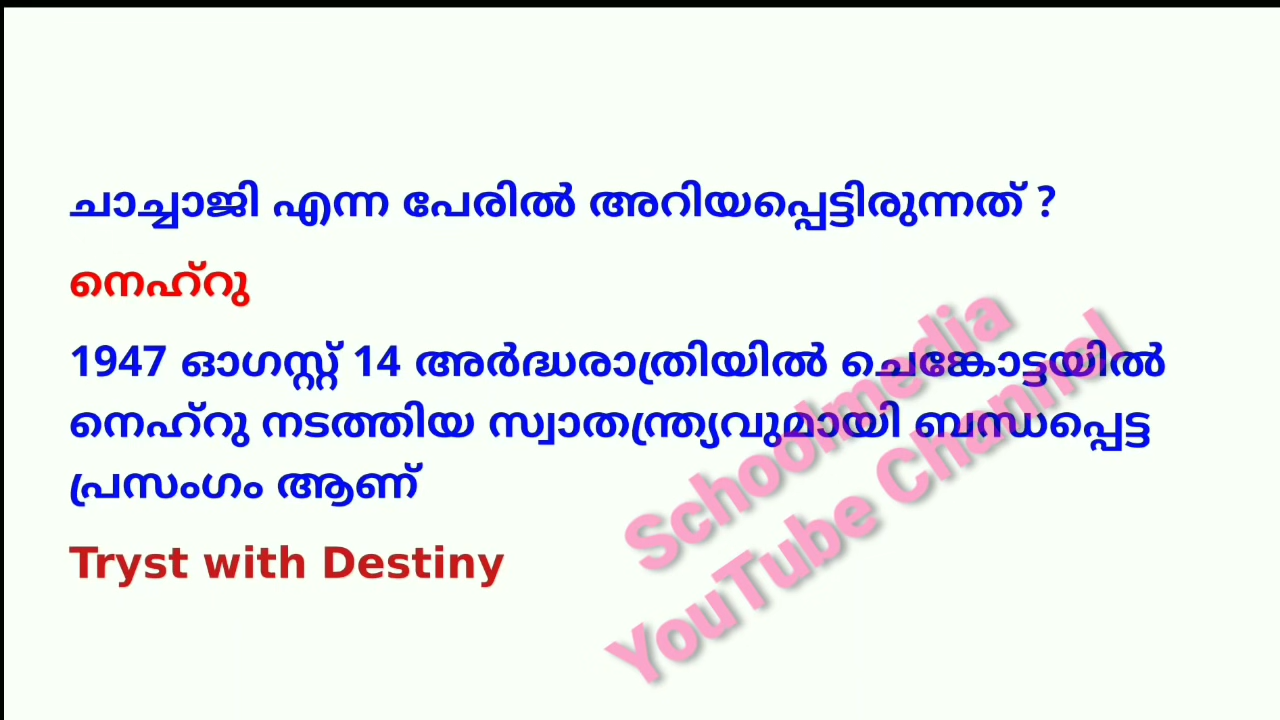 ചാച്ചാജി എന്ന പേരിൽ അറിയപ്പെട്ടിരുന്നത് ?
നെഹ്റു
1947 ഓഗസ്റ്റ് 14 അർദ്ധരാത്രിയിൽ ചെങ്കോട്ടയിൽ
നെഹ്റു നടത്തിയ സ്വാതന്ത്ര്യവുമായി ബന്ധപ്പെട്ട
പ്രസംഗം ആണ്
Tryst with Destiny
Schoolmedia
YouTube Channel